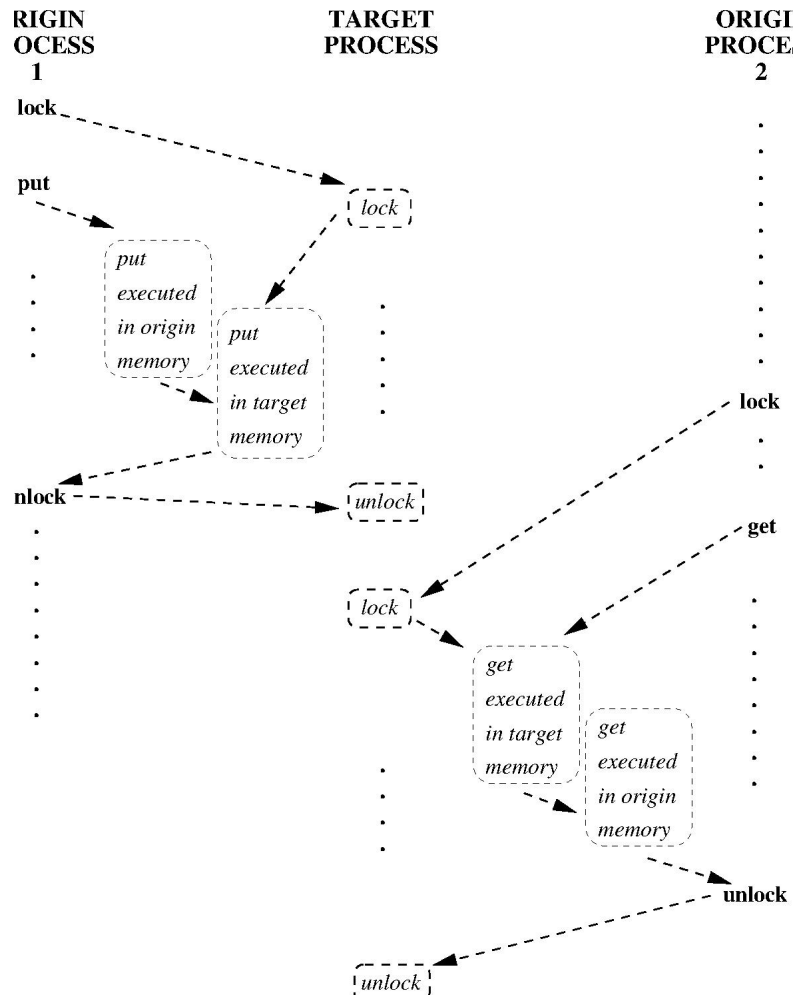 RIGIN
OCESS
1
TARGET
PROCESS
ORIGI
PROCE
2
lock
put
lock
put
executed
in origin
memory
put
executed
in target
memory
lock
nlock
unlock
get
lock
get
executed
in target
memory
get
executed
in origin
memory
unlock
unlock